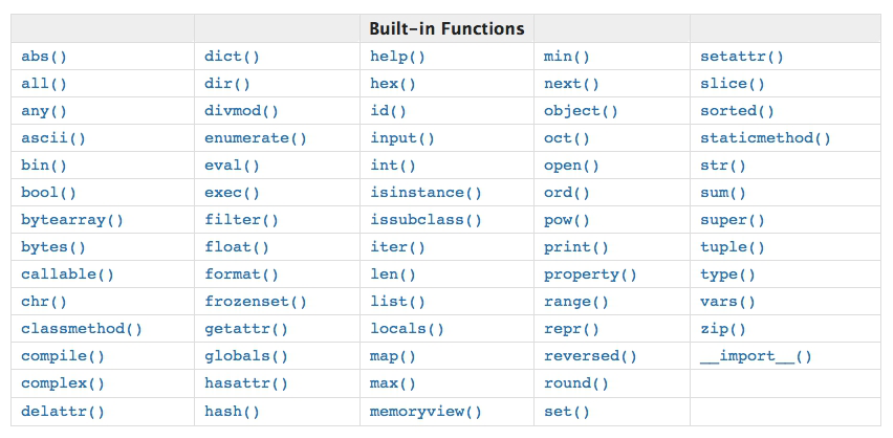 Built-in Functions
abs() dict() help() min() setattr()
all() dir() hex() next() slice()
any() divmod() id() object() sorted()
ascii() enumerate() input() oct() staticmethod()
bin() eval() int() open() str()
bool() exec() isinstance() ord() sum()
bytearray() filter() issubclass() pow() super()
bytes() float() iter() print() tuple()
callable() format() len() property() type()
chr() frozenset() list() range() vars()
classmethod() getattr() locals() repr() zip()
compile() globals() map() reversed() __import__()
complex() hasattr() max() round()
delattr() hash() memoryview() set()